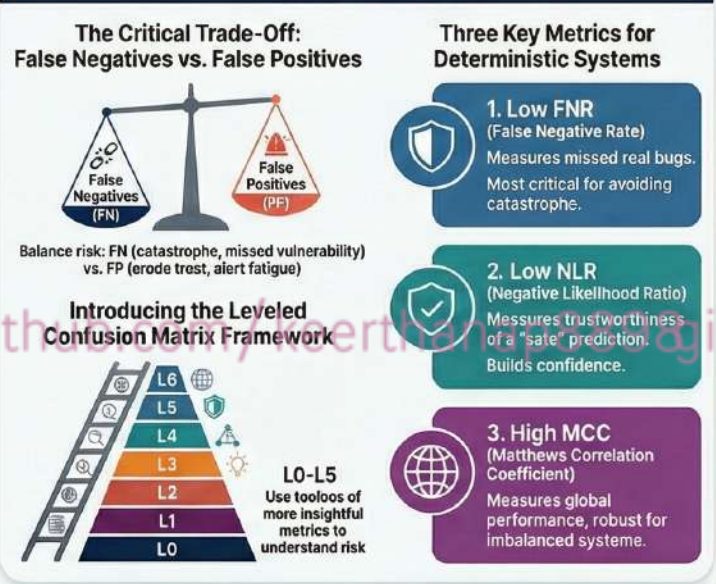 The Critical Trade-Off:
False Negatives vs. False Positives
False
Negatives
(FN)
False
Positives
(PF)
Balance risk: FN (catastrophe, missed vulnerability)
vs. FP (erode trest, aiert fatigue)
Introducing the Leveled
Confusion Matrix Framework
L6
L5
L4
L3
L2
L1
L0
L0-L5
Use tooloos of
more insightful
metrics to
understand risk
Three Key Metrics for
Deterministic Systems
1. Low FNR
(False Negative Rate)
Measures missed real bugs.
Most critical for avoiding
catastrophe.
2. Low NLR
(Negative Likellhood Ratio)
Messures trustworthiness
of a "sate" prediction.
Builds confidence.
3. High MCC
(Matthews Correlation
Coefficient)
Measures global
performance, robust for
imbalanced systeme.